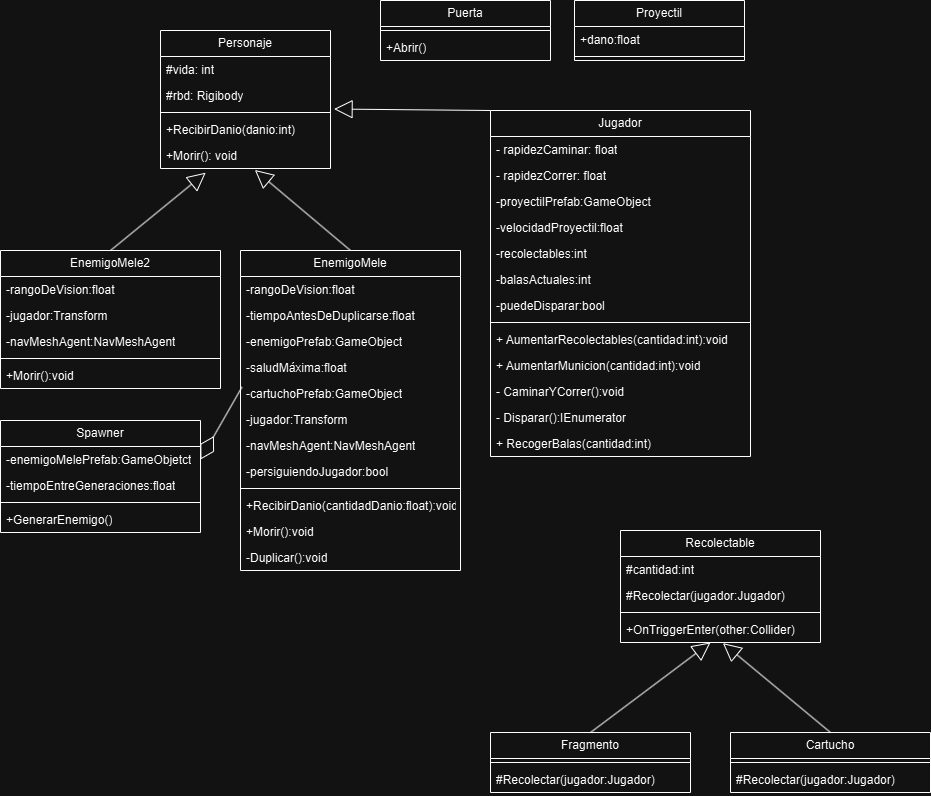 Puerta
+Abrir()
Proyectil
+dano:float
Personaje
#vida: int
#rbd: Rigibody
+RecibirDanio(danio:int)
+Morir(): void
Jugador
- rapidezCaminar: float
- rapidezCorrer: float
-proyectilPrefab:GameObject
-velocidadProyectil:float
-recolectables:int
-balasActuales:int
-puedeDisparar:bool
+ AumentarRecolectables(cantidad:int):void
+ AumentarMunicion(cantidad:int):void
- CaminarYCorrer():void
- Disparar():IEnumerator
+ RecogerBalas(cantidad:int)
EnemigoMele2
-rangoDeVision:float
-jugador:Transform
-navMeshAgent:NavMeshAgent
+Morir():void
EnemigoMele
-rangoDeVision:float
-tiempoAntesDeDuplicarse:float
-enemigoPrefab:GameObject
-saludMáxima:float
-cartuchoPrefab:GameObject
-jugador:Transform
-navMeshAgent:NavMeshAgent
-persiguiendoJugador:bool
+RecibirDanio(cantidadDanio:float):void
+Morir():void
-Duplicar():void
Spawner
-enemigoMelePrefab:GameObjetct
-tiempoEntreGeneraciones:float
+GenerarEnemigo()
Recolectable
#cantidad:int
#Recolectar(jugador:Jugador)
+OnTriggerEnter(other:Collider)
Fragmento
#Recolectar(jugador:Jugador)
Cartucho
#Recolectar(jugador:Jugador)